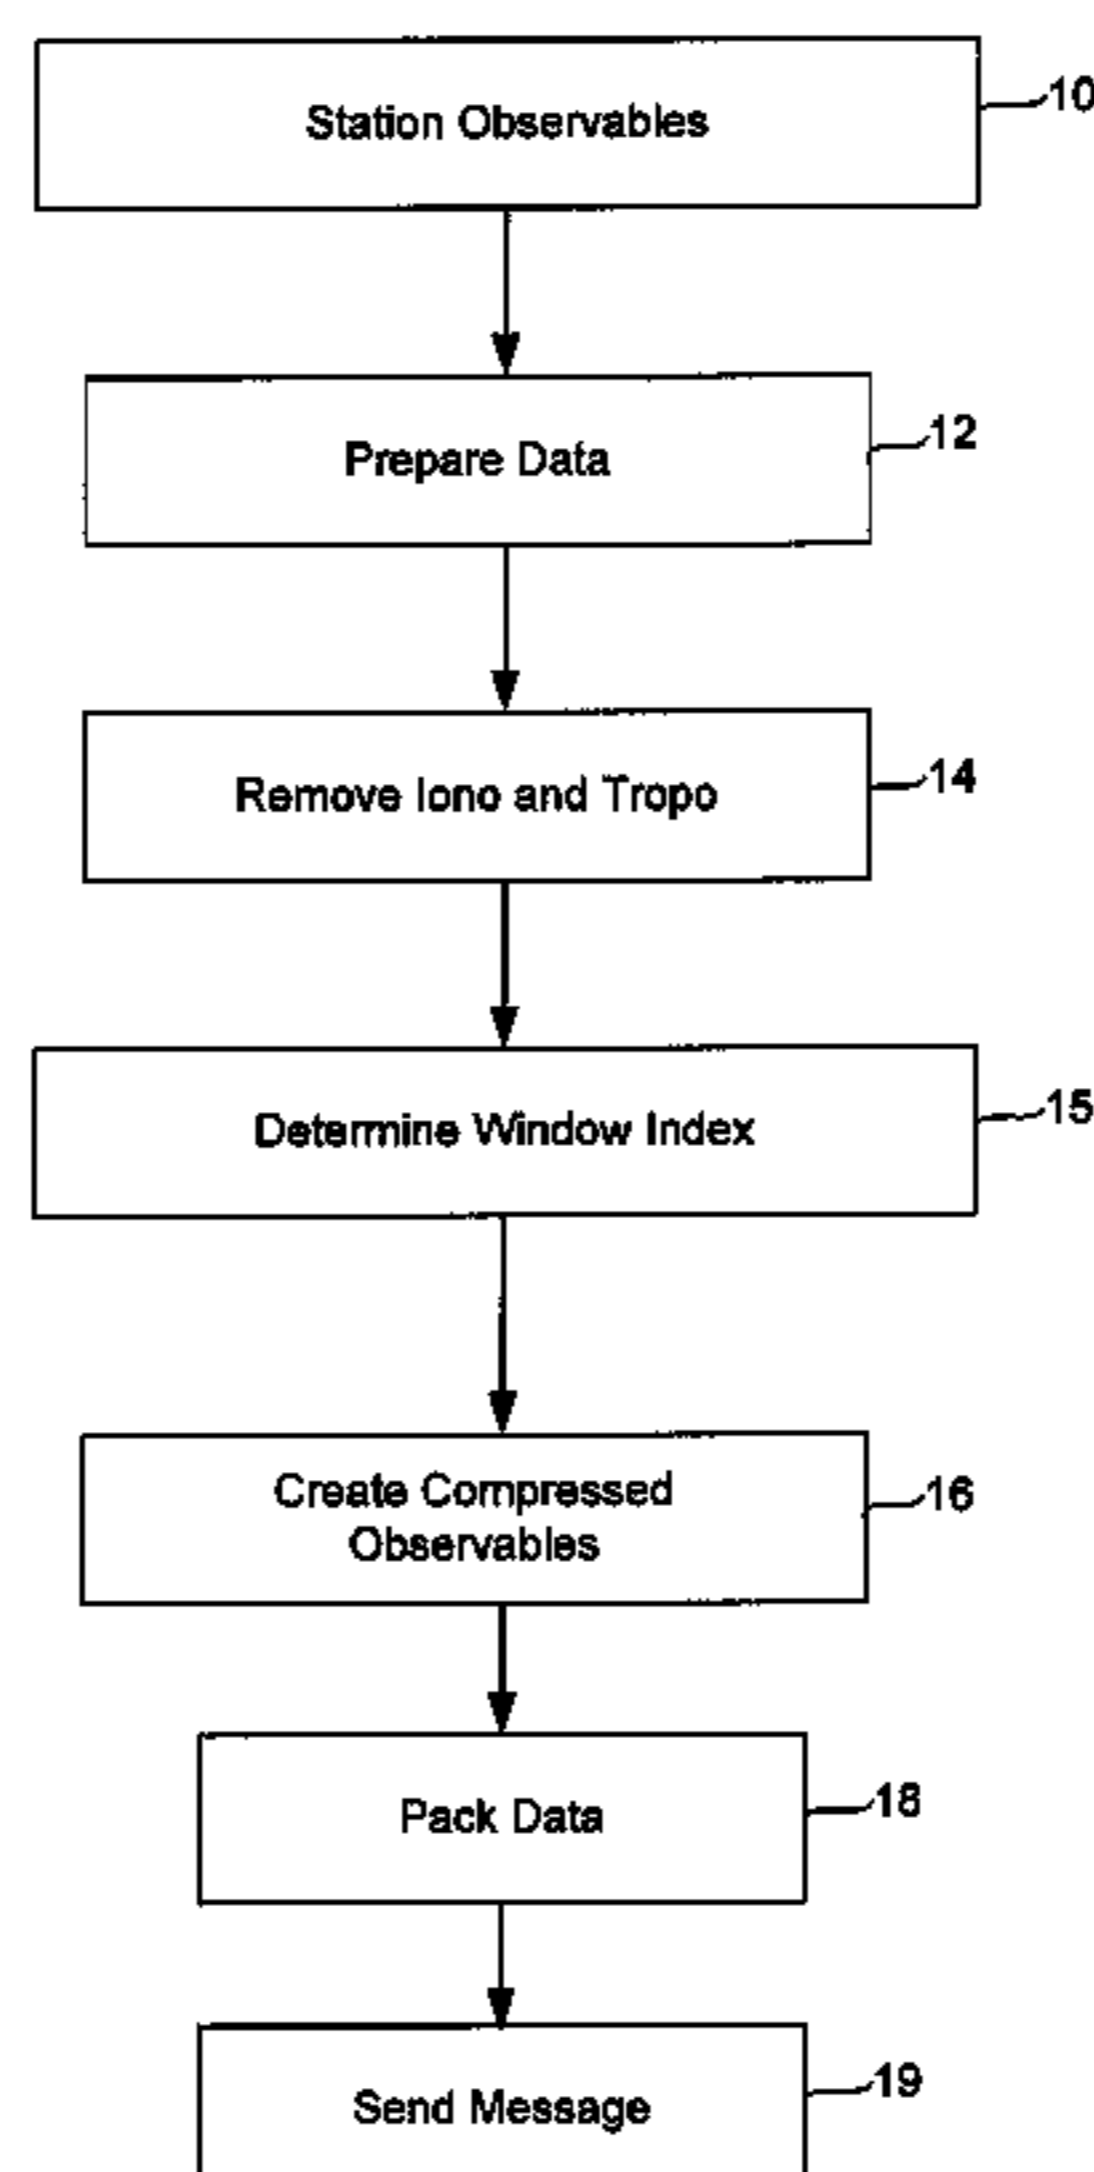 Station Observables
10
Prepare Data
12
Remove Iono and Tropo
14
Determine Window Index
15
Create Compressed
Observables
16
Pack Data
18
Send Message
19